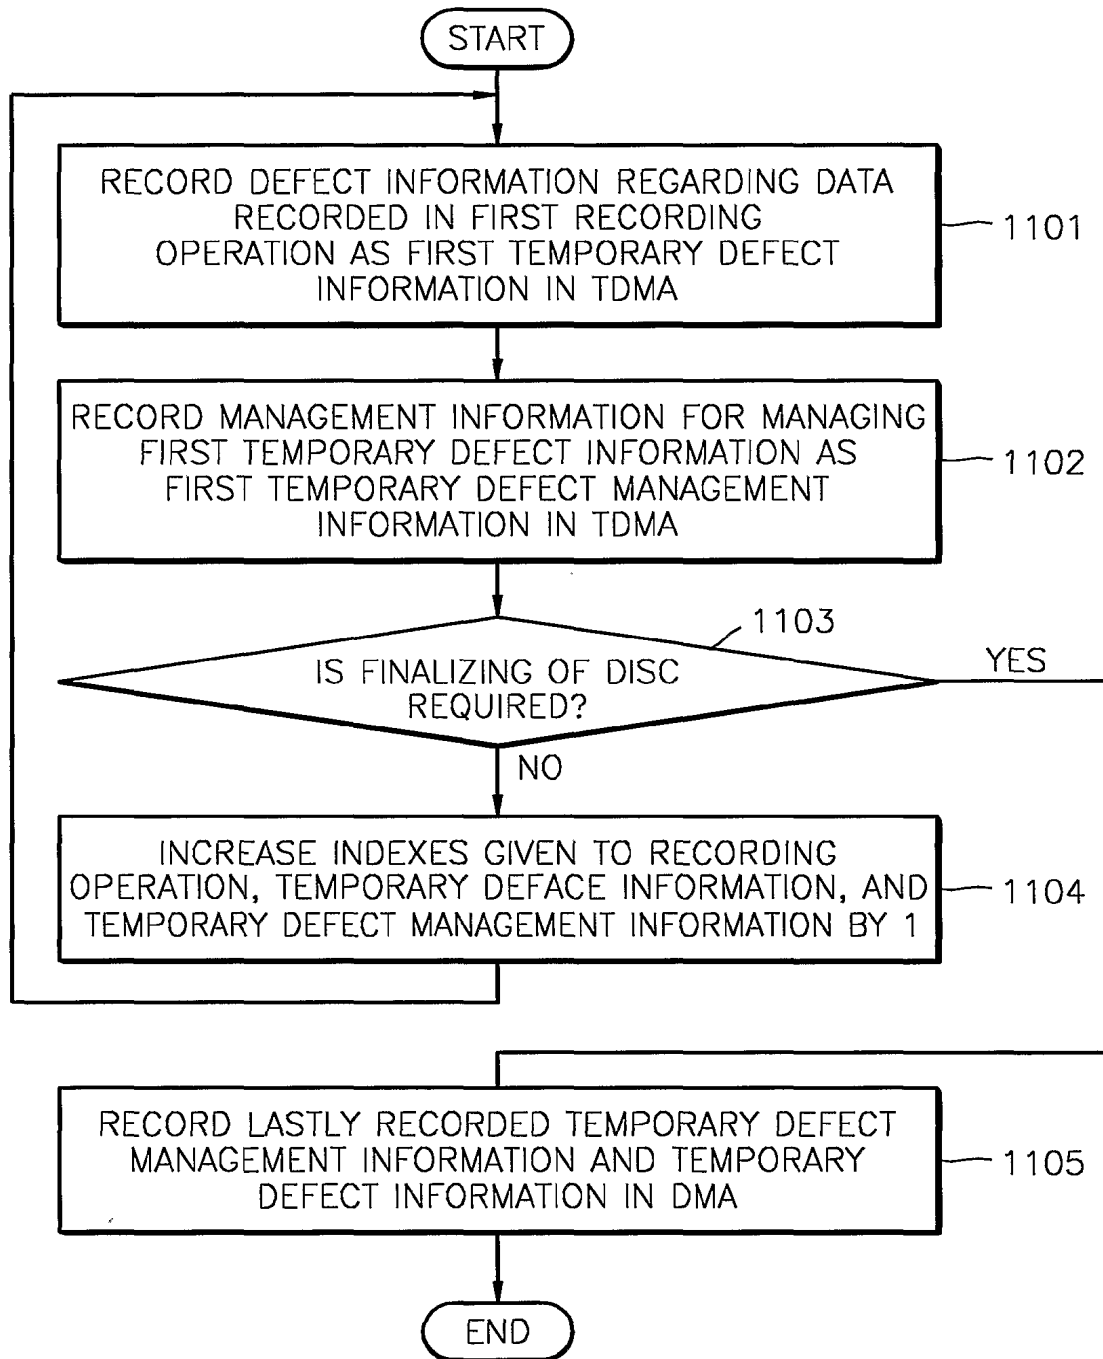 START
RECORD DEFECT INFORMATION REGARDING DATA
RECORDED IN FIRST RECORDING
OPERATION AS FIRST TEMPORARY DEFECT
INFORMATION IN TDMA
1101
RECORD MANAGEMENT INFORMATION FOR MANAGING
FIRST TEMPORARY DEFECT INFORMATION AS
FIRST TEMPORARY DEFECT MANAGEMENT
INFORMATION IN TDMA
1102
1103
IS FINALIZING OF DISC
REQUIRED?
YES
NO
INCREASE INDEXES GIVEN TO RECORDING
OPERATION, TEMPORARY DEFACE INFORMATION, AND
TEMPORARY DEFECT MANAGEMENT INFORMATION BY 1
1104
RECORD LASTLY RECORDED TEMPORARY DEFECT
MANAGEMENT INFORMATION AND TEMPORARY
DEFECT INFORMATION IN DMA
1105
END